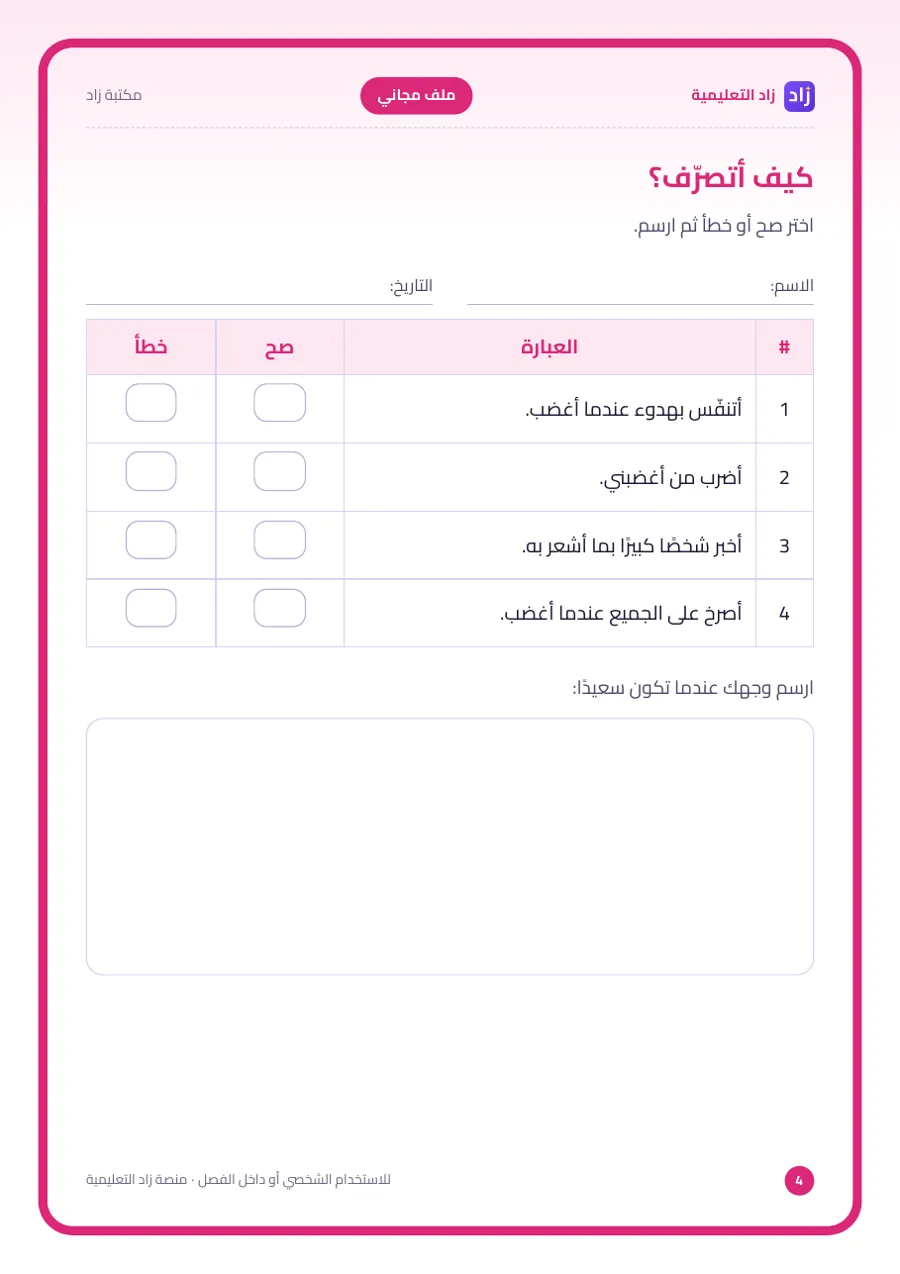 زاد زاد التعليمية
ملف مجاني
مكتبة زاد
كيف أتصرّف؟
اختر صح أو خطأ ثم ارسم.
الاسم:
التاريخ:
# العبارة صح خطأ
1 أتنفّس بهدوء عندما أغضب.
2 أضرب من أغضبني.
3 أخبر شخصًا كبيرًا بما أشعر به.
4 أصرخ على الجميع عندما أغضب.
ارسم وجهك عندما تكون سعيدًا:
4
للاستخدام الشخصي أو داخل الفصل · منصة زاد التعليمية